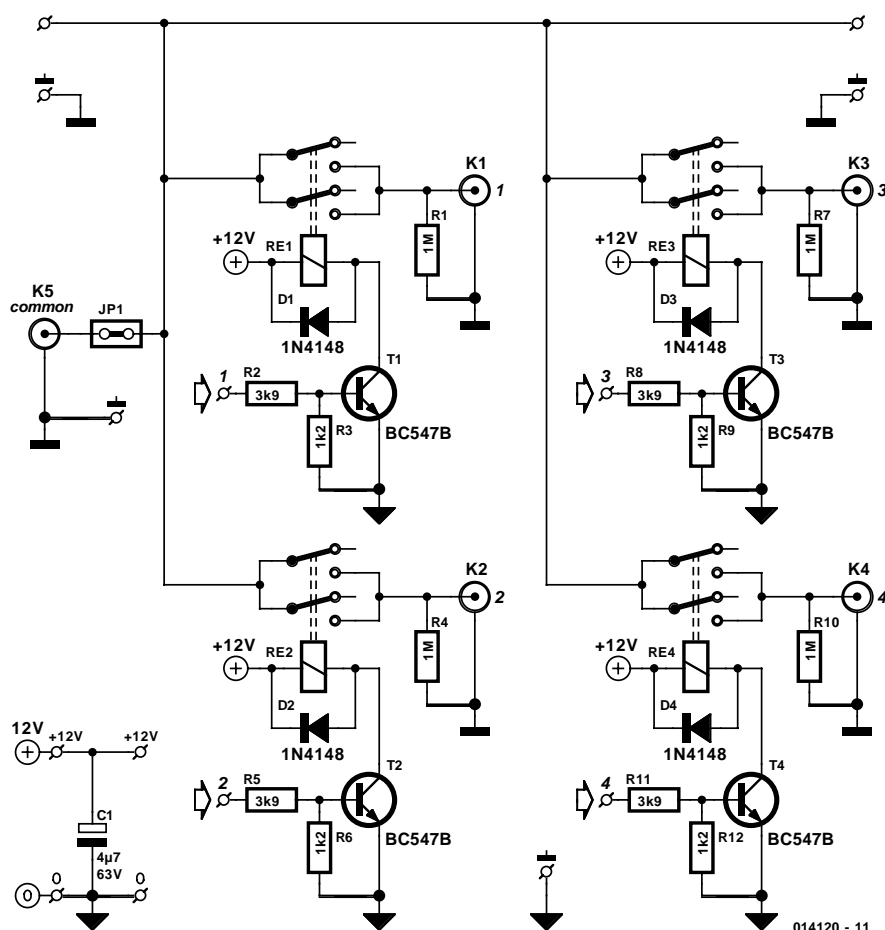 K1
1
R1
1M
+12V
RE1
D1
1N4148
K3
3
R7
1M
+12V
RE3
D3
1N4148
K5
common
JP1
1
R2
3k9
T1
R3
1k2
BC547B
3
R8
3k9
T3
R9
1k2
BC547B
K2
2
R4
1M
+12V
RE2
D2
1N4148
K4
4
R10
1M
+12V
RE4
D4
1N4148
12V
+12V
+12V
C1
4µ7
63V
0
0
0
2
R5
3k9
T2
R6
1k2
BC547B
4
R11
3k9
T4
R12
1k2
BC547B
014120 - 11